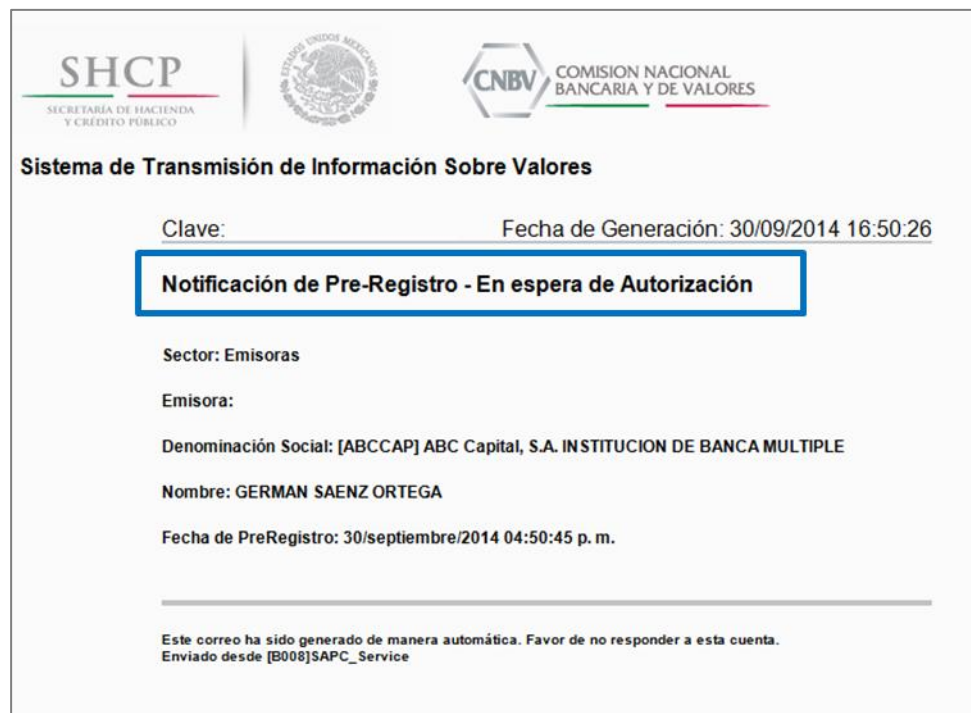 SHCP
SECRETARÍA DE HACIENDA
Y CRÉDITO PÚBLICO
ESTADOS UNIDOS MEXICANOS
CNBV
COMISION NACIONAL
BANCARIA Y DE VALORES
Sistema de Transmisión de Información Sobre Valores
Clave: Fecha de Generación: 30/09/2014 16:50:26
Notificación de Pre-Registro - En espera de Autorización
Sector: Emisoras
Emisora:
Denominación Social: [ABCCAP] ABC Capital, S.A. INSTITUCION DE BANCA MULTIPLE
Nombre: GERMAN SAENZ ORTEGA
Fecha de PreRegistro: 30/septiembre/2014 04:50:45 p. m.
Este correo ha sido generado de manera automática. Favor de no responder a esta cuenta.
Enviado desde [B008]SAPC_Service